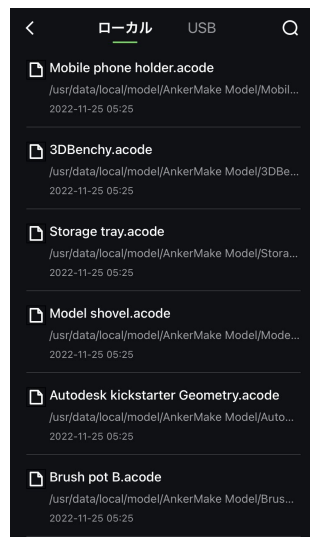 ローカル USB
Mobile phone holder.acode
/usr/data/local/model/AnkerMake Model/Mobil...
2022-11-25 05:25
3DBenchy.acode
/usr/data/local/model/AnkerMake Model/3DBe...
2022-11-25 05:25
Storage tray.acode
/usr/data/local/model/AnkerMake Model/Stora...
2022-11-25 05:25
Model shovel.acode
/usr/data/local/model/AnkerMake Model/Mode...
2022-11-25 05:25
Autodesk kickstarter Geometry.acode
/usr/data/local/model/AnkerMake Model/Auto...
2022-11-25 05:25
Brush pot B.acode
/usr/data/local/model/AnkerMake Model/Brus...
2022-11-25 05:25